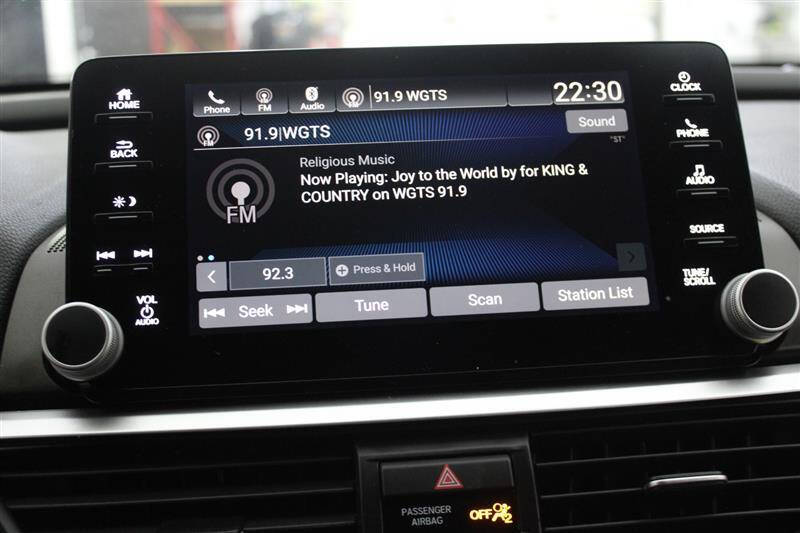 HOME
BACK
VOL
AUDIO
Phone
FM
Audio
91.9 WGTS
22:30
FM
91.9|WGTS
Sound
"ST"
FM
Religious Music
Now Playing: Joy to the World by for KING &
COUNTRY on WGTS 91.9
92.3
Press & Hold
Seek
Tune
Scan
Station List
CLOCK
PHONE
AUDIO
SOURCE
TUNE/
SCROLL
PASSENGER
AIRBAG
OFF
2